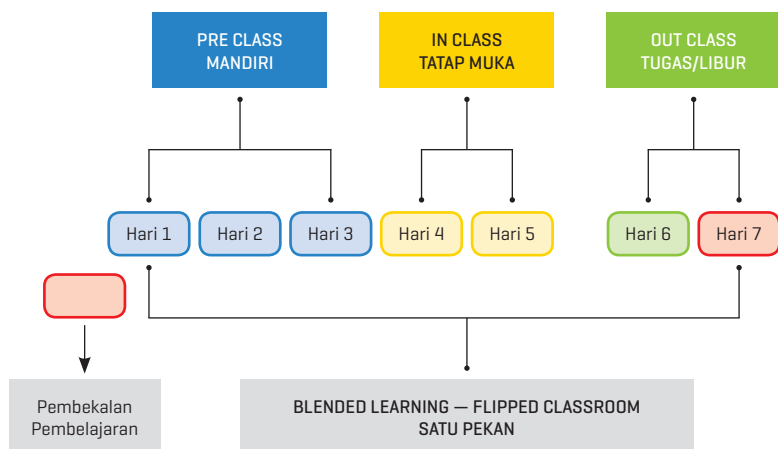 PRE CLASS
MANDIRI
IN CLASS
TATAP MUKA
OUT CLASS
TUGAS/LIBUR
Hari 1
Hari 2
Hari 3
Hari 4
Hari 5
Hari 6
Hari 7
Pembekalan
Pembelajaran
BLENDED LEARNING — FLIPPED CLASSROOM
SATU PEKAN